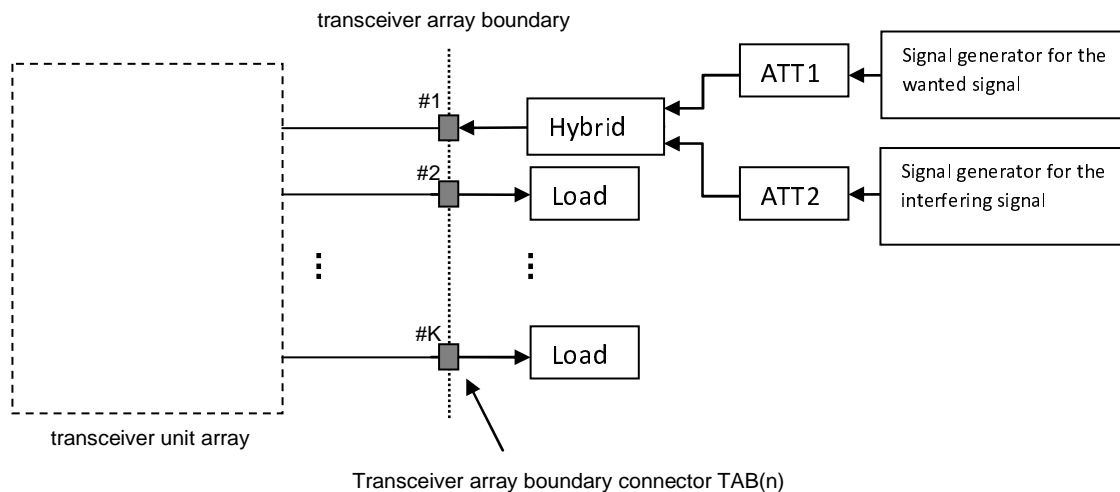 transceiver array boundary
#1
Hybrid
ATT1
Signal generator for the
wanted signal
#2
Load
ATT2
Signal generator for the
interfering signal
#K
Load
transceiver unit array
Transceiver array boundary connector TAB(n)